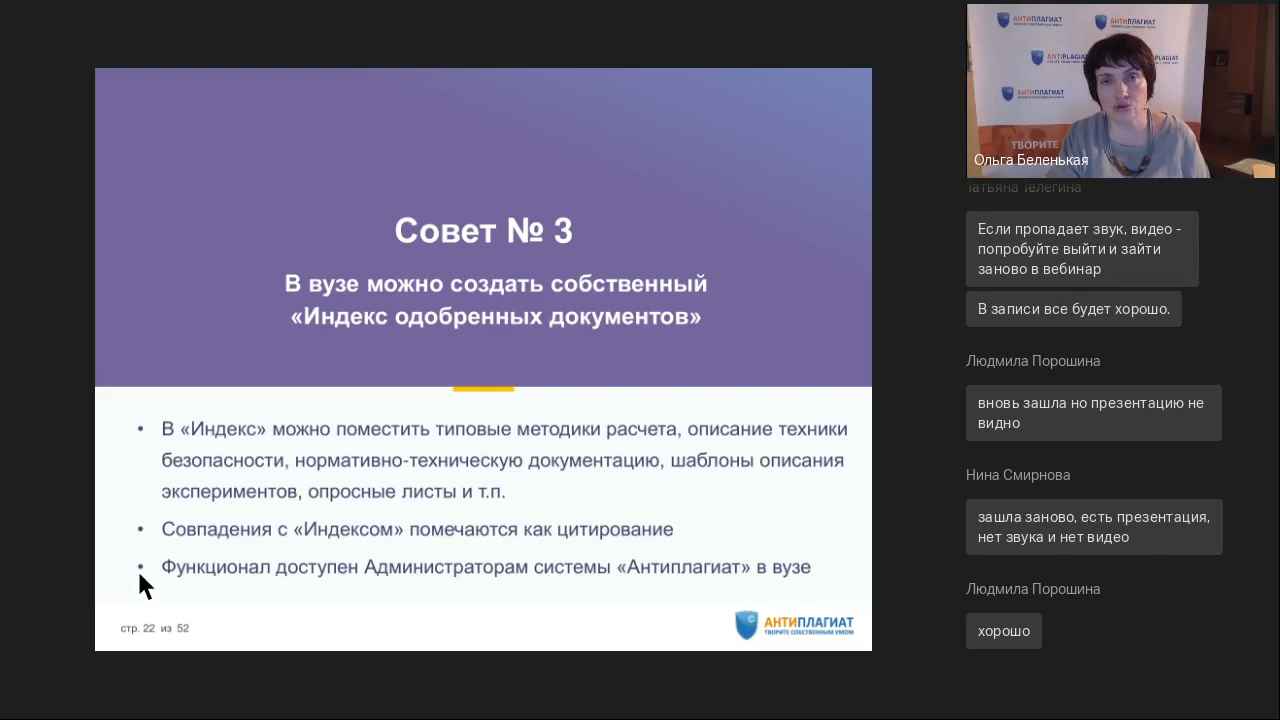 Совет № 3
В вузе можно создать собственный
«Индекс одобренных документов»
• В «Индекс» можно поместить типовые методики расчета, описание техники
безопасности, нормативно-техническую документацию, шаблоны описания
экспериментов, опросные листы и т.п.
• Совпадения с «Индексом» помечаются как цитирование
• Функционал доступен Администраторам системы «Антиплагиат» в вузе
стр. 22 из 52
©
АНТИПЛАГИАТ
ТВОРИТЕ СОБСТВЕННЫМ УМОМ
АНТИПЛАГИАТ
АНТИПЛАГИАТ
ANTIPLAGI
PLAGIAT
АНТИПЛАГИАТ
ТВОРИТЕ
Ольга Беленькая
Татьяна Телегина
Если пропадает звук, видео -
попробуйте выйти и зайти
заново в вебинар
В записи все будет хорошо.
Людмила Порошина
вновь зашла но презентацию не
видно
Нина Смирнова
зашла заново, есть презентация,
нет звука и нет видео
Людмила Порошина
хорошо